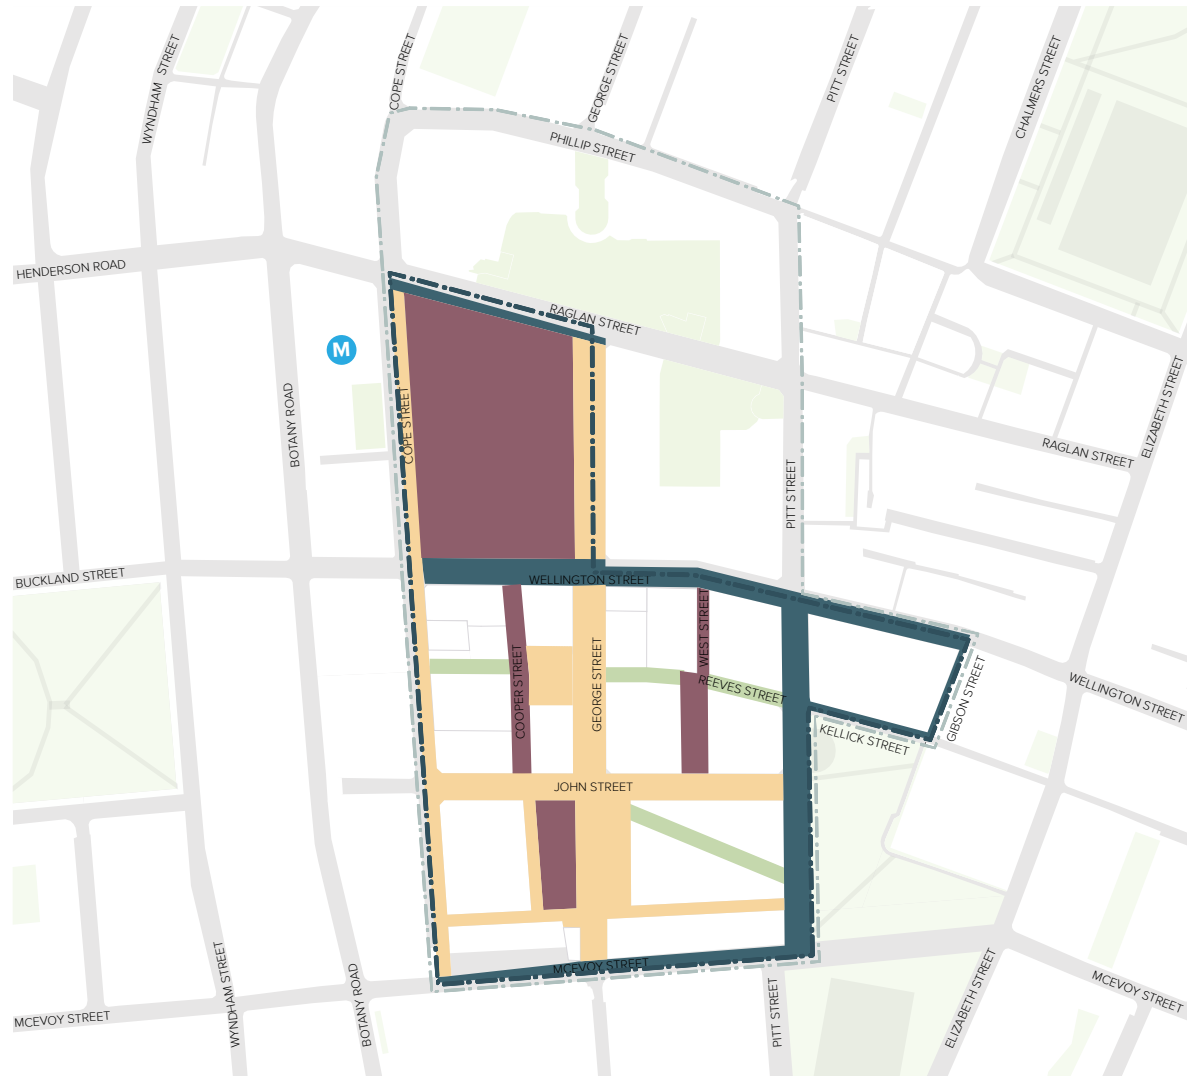 WYNDHAM STREET
COPE STREET
GEORGE STREET
PITT STREET
CHALMERS STREET
PHILLIP STREET
HENDERSON ROAD
RAGLAN STREET
M
BOTANY ROAD
COPE STREET
PITT STREET
RAGLAN STREET
ELIZABETH STREET
BUCKLAND STREET
WELLINGTON STREET
WEST STREET
COOPER STREET
GEORGE STREET
REEVES STREET
KELLICK STREET
GIBSON STREET
WELLINGTON STREET
JOHN STREET
MCEVOY STREET
WYNDHAM STREET
BOTANY ROAD
MCEVOY STREET
PITT STREET
ELIZABETH STREET
MCEVOY STREET